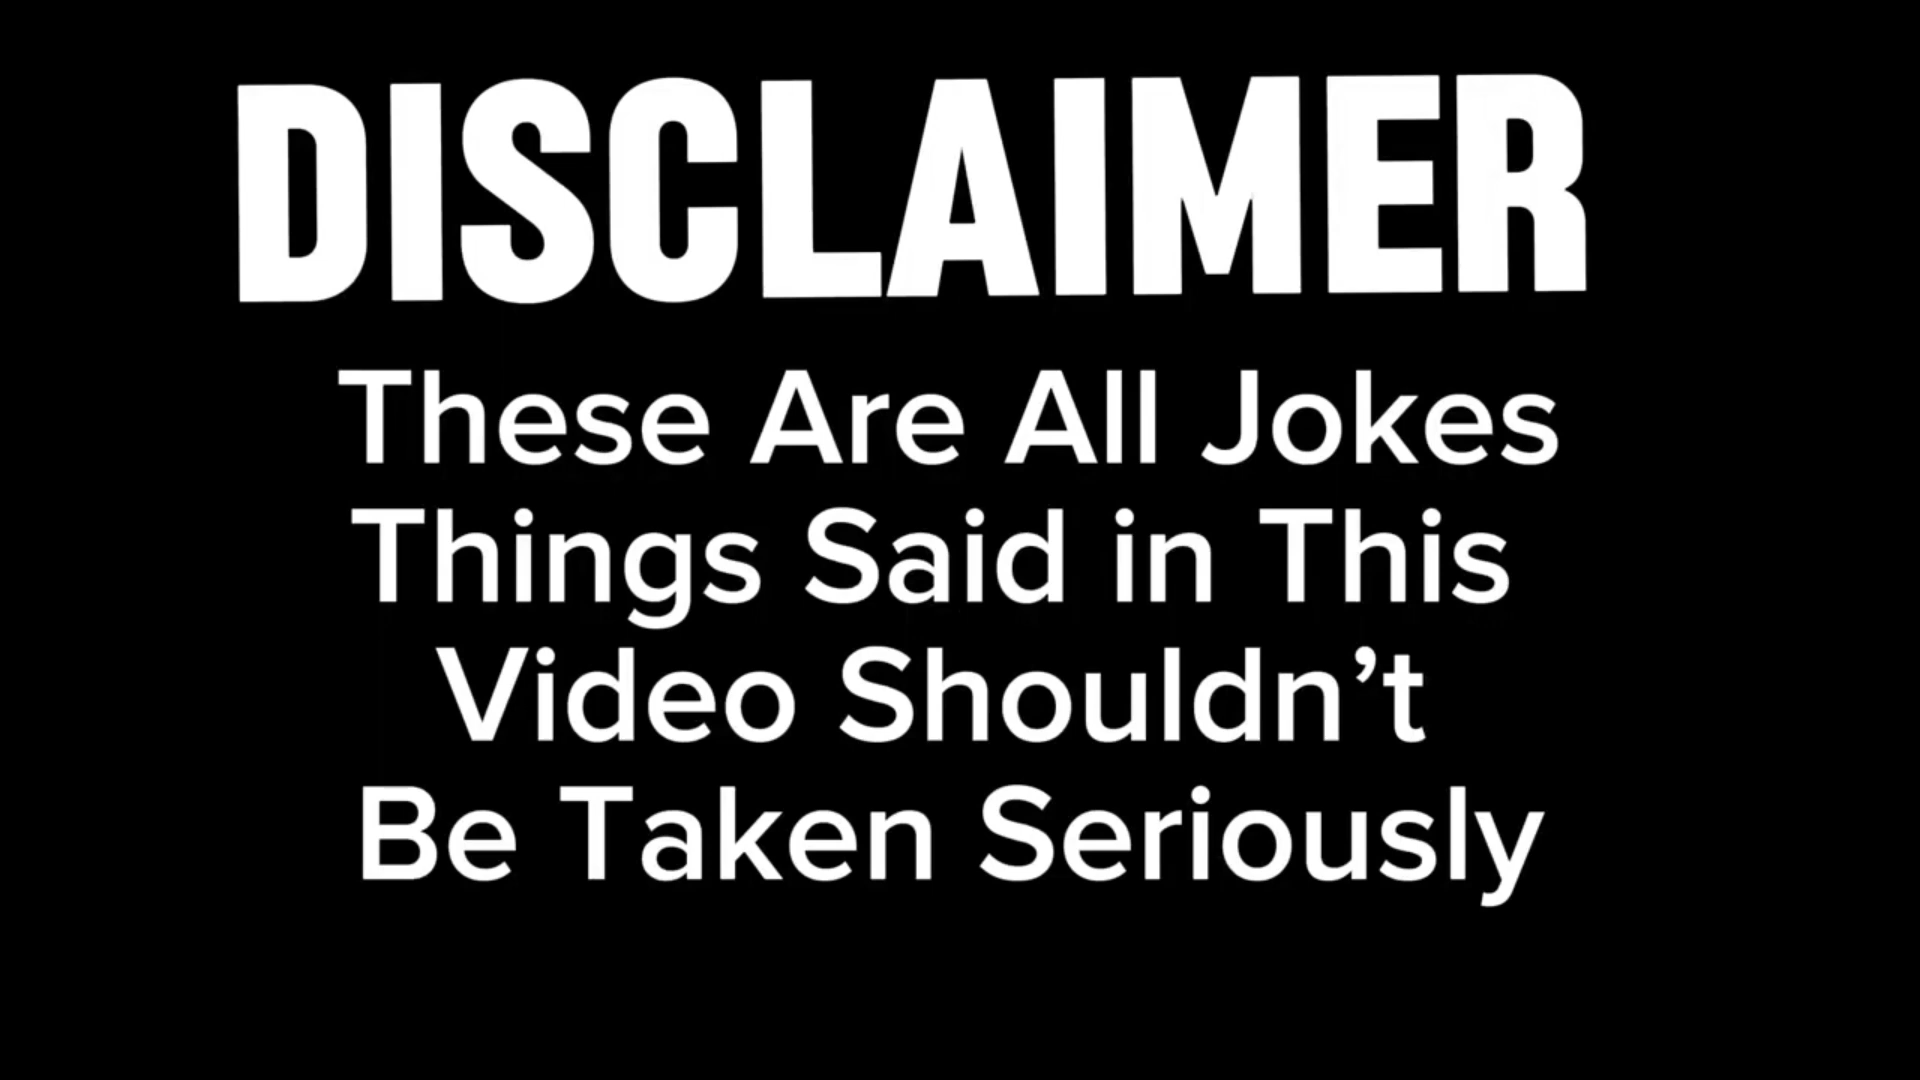 DISCLAIMER
These Are All Jokes
Things Said in This
Video Shouldn’t
Be Taken Seriously